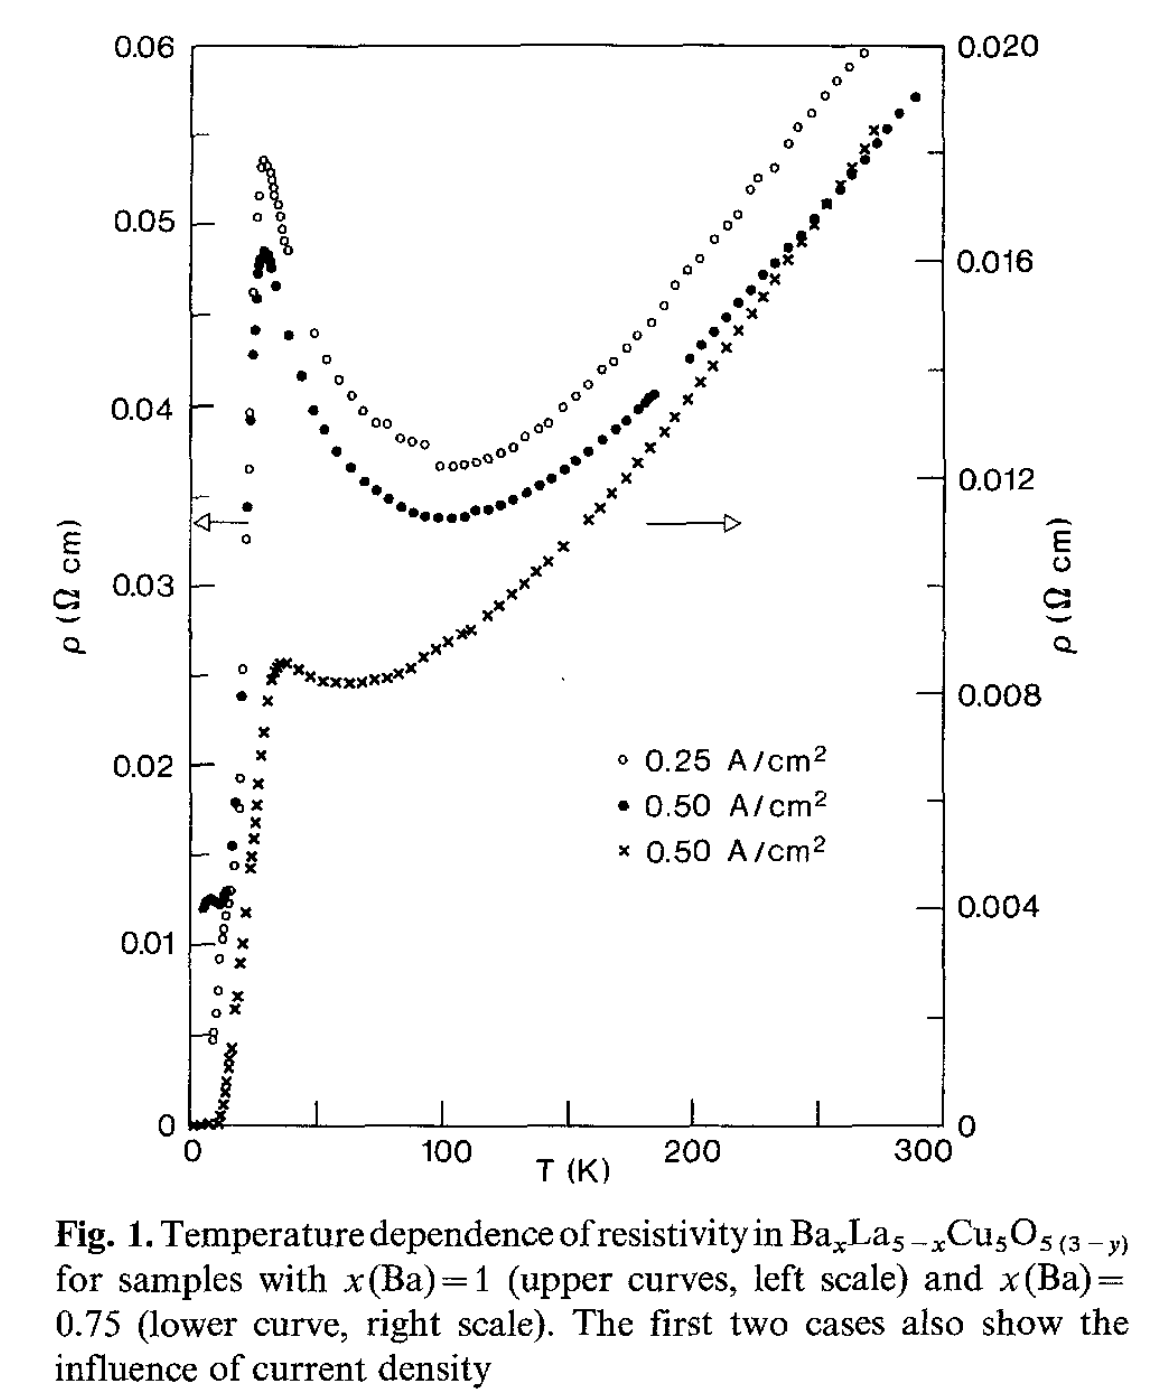 0.06
0.05
0.04
0.03
0.02
0.01
0
ρ (Ω cm)
0.020
0.016
0.012
0.008
0.004
0
ρ (Ω cm)
○ 0.25 A/cm²
● 0.50 A/cm²
× 0.50 A/cm²
0 100 200 300
T (K)
Fig. 1. Temperature dependence of resistivity in BaₓLa₅₋ₓCu₅O₅₍₃₋y₎
for samples with x(Ba)=1 (upper curves, left scale) and x(Ba)=
0.75 (lower curve, right scale). The first two cases also show the
influence of current density